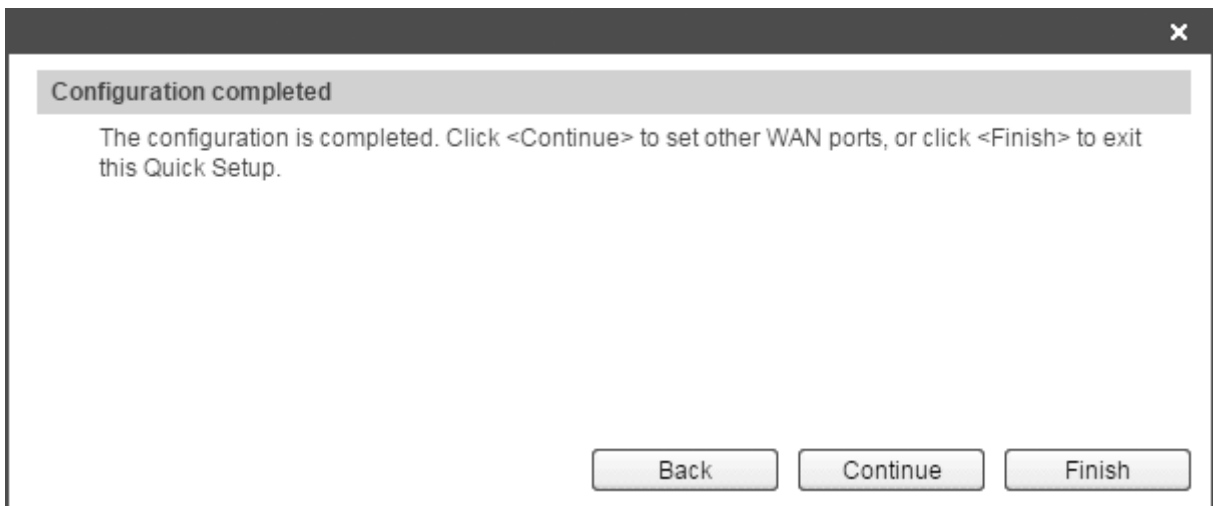 Configuration completed
The configuration is completed. Click <Continue> to set other WAN ports, or click <Finish> to exit
this Quick Setup.
Back Continue Finish